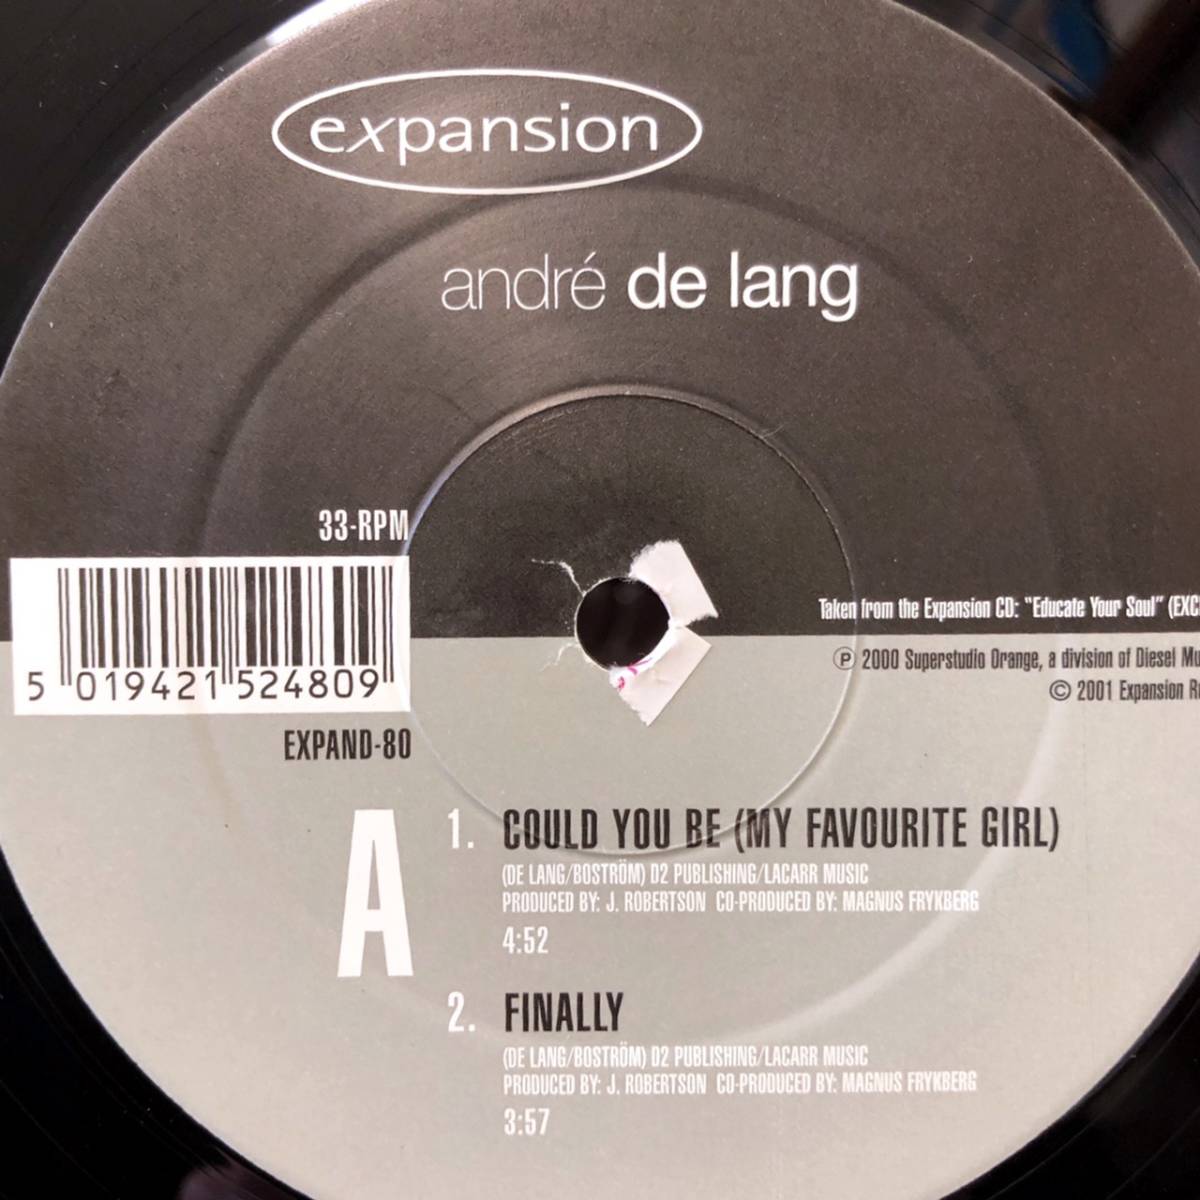 expansion
andré de lang
33-RPM
5 019421 524809
EXPAND-80
Taken from the Expansion CD: "Educate Your Soul"
℗ 2000 Superstudio Orange, a division of Diesel
© 2001 Expansion
A
1. COULD YOU BE (MY FAVOURITE GIRL)
(DE LANG/BOSTRÖM) D2 PUBLISHING/LACARR MUSIC
PRODUCED BY: J. ROBERTSON CO-PRODUCED BY: MAGNUS FRYKBERG
4:52
2. FINALLY
(DE LANG/BOSTRÖM) D2 PUBLISHING/LACARR MUSIC
PRODUCED BY: J. ROBERTSON CO-PRODUCED BY: MAGNUS FRYKBERG
3:57